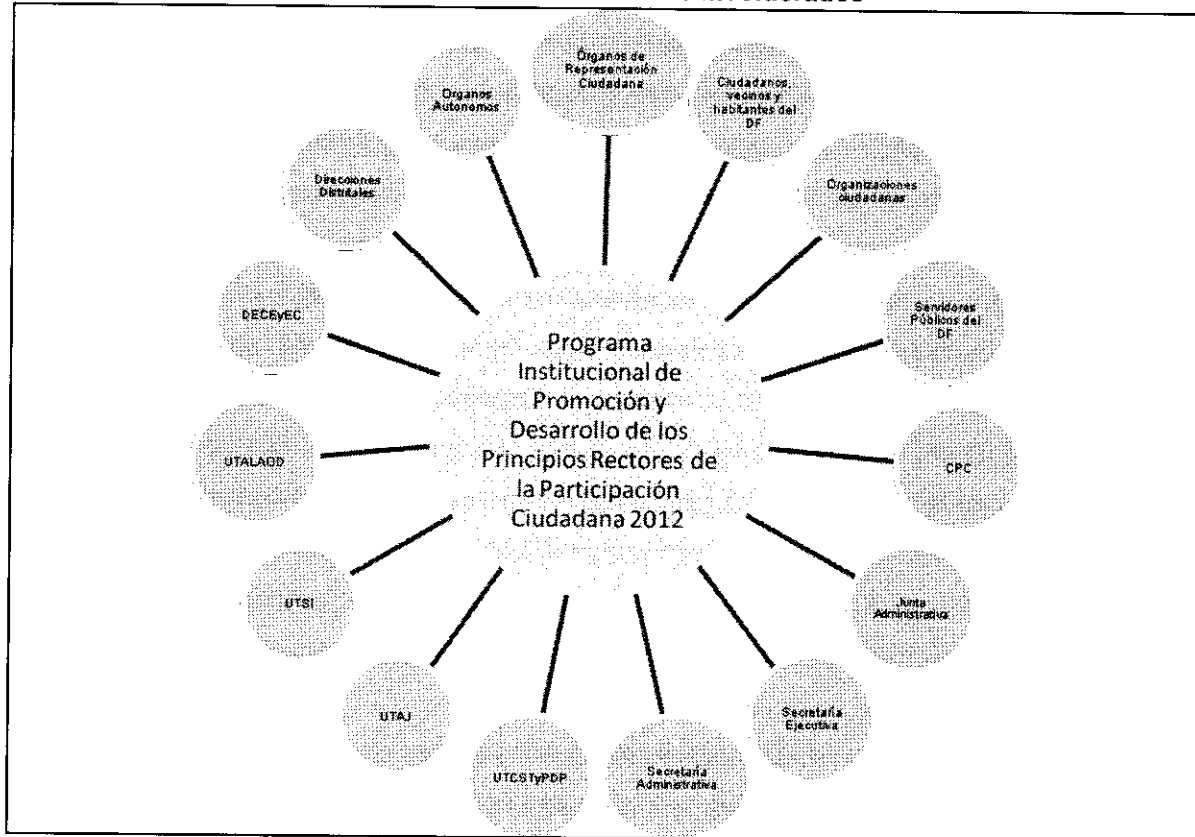 Órganos de
Representación
Ciudadana
Ciudadanos,
vecinos y
habitantes del
DF
Organizaciones
ciudadanas
Servidores
Públicos del
DF
CPC
Junta
Administrativa
Secretaría
Ejecutiva
Secretaría
Administrativa
UTCSTyPDP
UTAJ
UTSI
UTALAOD
DECEyEC
Direcciones
Distritales
Órganos
Autonomos
Programa
Institucional de
Promoción y
Desarrollo de los
Principios Rectores de
la Participación
Ciudadana 2012